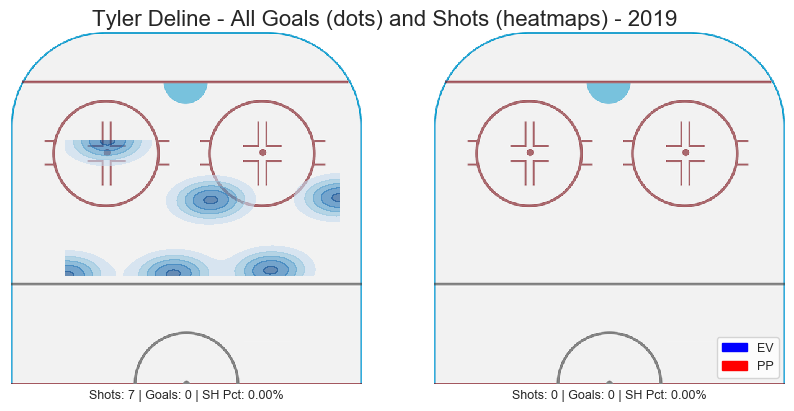 Tyler Deline - All Goals (dots) and Shots (heatmaps) - 2019
EV
PP
Shots: 7 | Goals: 0 | SH Pct: 0.00%
Shots: 0 | Goals: 0 | SH Pct: 0.00%